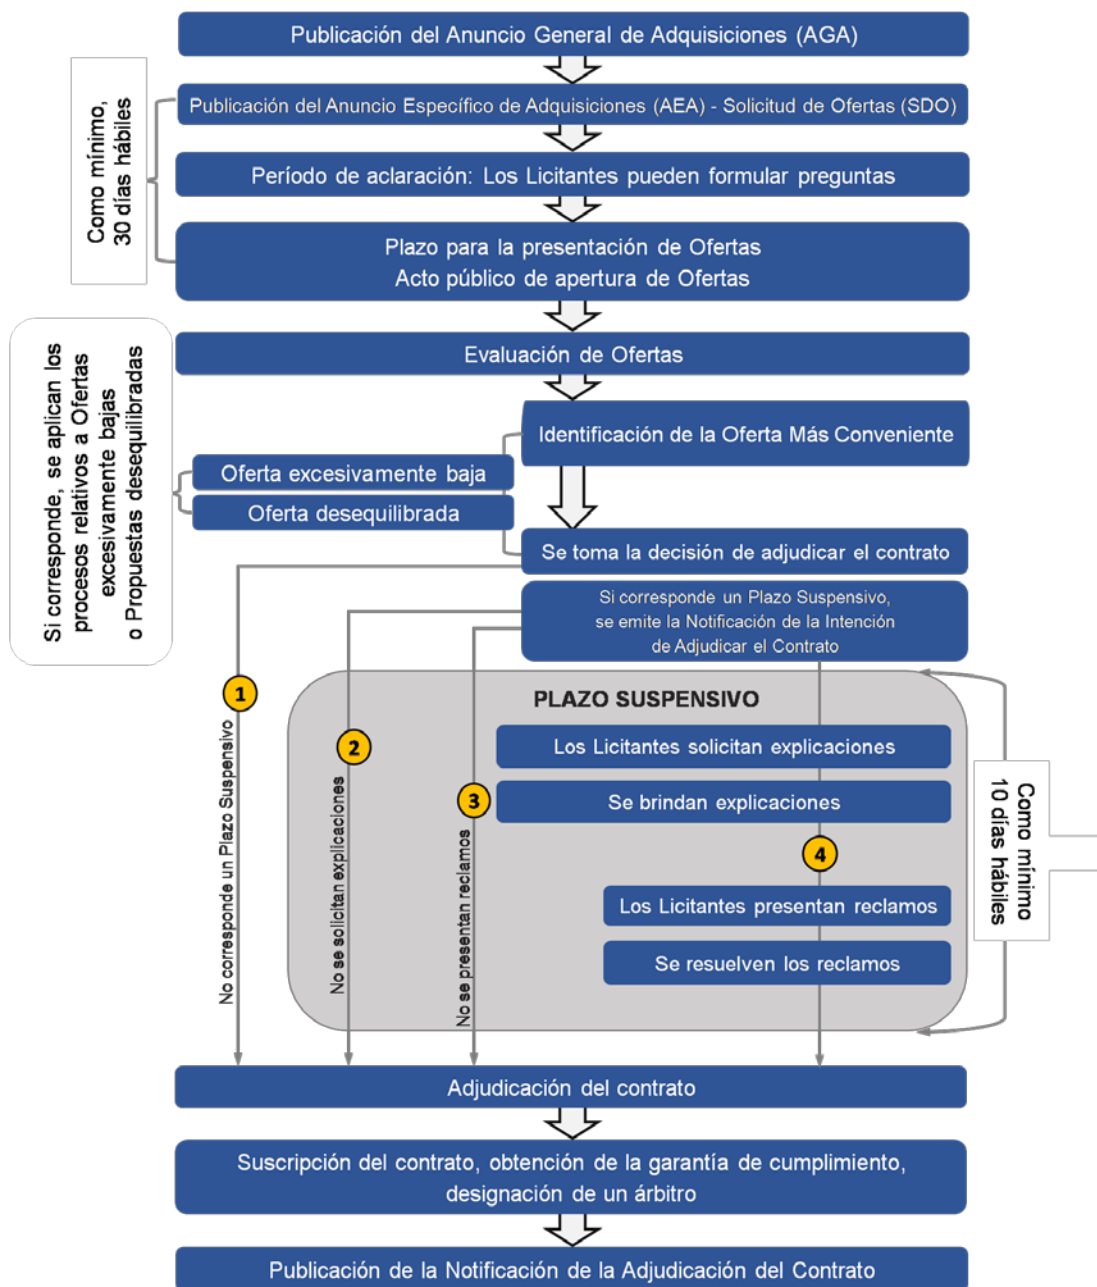 Publicación del Anuncio General de Adquisiciones (AGA)
Como mínimo,
30 días hábiles
Publicación del Anuncio Específico de Adquisiciones (AEA) - Solicitud de Ofertas (SDO)
Período de aclaración: Los Licitantes pueden formular preguntas
Plazo para la presentación de Ofertas
Acto público de apertura de Ofertas
Evaluación de Ofertas
Si corresponde, se aplican los
procesos relativos a Ofertas
excesivamente bajas
o Propuestas desequilibradas
Identificación de la Oferta Más Conveniente
Oferta excesivamente baja
Oferta desequilibrada
Se toma la decisión de adjudicar el contrato
Si corresponde un Plazo Suspensivo,
se emite la Notificación de la Intención
de Adjudicar el Contrato
PLAZO SUSPENSIVO
1
No corresponde un Plazo Suspensivo
2
No se solicitan explicaciones
3
No se presentan reclamos
Los Licitantes solicitan explicaciones
Se brindan explicaciones
4
Los Licitantes presentan reclamos
Se resuelven los reclamos
Como mínimo
10 días hábiles
Adjudicación del contrato
Suscripción del contrato, obtención de la garantía de cumplimiento,
designación de un árbitro
Publicación de la Notificación de la Adjudicación del Contrato